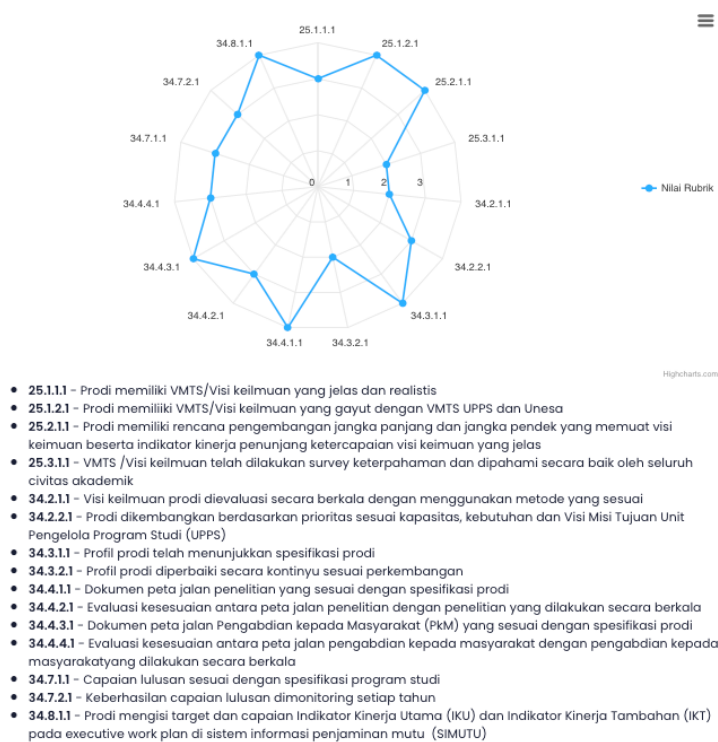 25.1.1.1
34.8.1.1
25.1.2.1
34.7.2.1
25.2.1.1
34.7.1.1
25.3.1.1
0 1 2 3
Nilai Rubrik
34.4.4.1
34.2.1.1
34.4.3.1
34.2.2.1
34.4.2.1
34.3.1.1
34.4.1.1
34.3.2.1
Highcharts.com
• 25.1.1.1 - Prodi memiliki VMTS/Visi keilmuan yang jelas dan realistis
• 25.1.2.1 - Prodi memiliiki VMTS/Visi keilmuan yang gayut dengan VMTS UPPS dan Unesa
• 25.2.1.1 - Prodi memiliki rencana pengembangan jangka panjang dan jangka pendek yang memuat visi
keimuan beserta indikator kinerja penunjang ketercapaian visi keimuan yang jelas
• 25.3.1.1 - VMTS /Visi keilmuan telah dilakukan survey keterpahaman dan dipahami secara baik oleh seluruh
civitas akademik
• 34.2.1.1 - Visi keilmuan prodi dievaluasi secara berkala dengan menggunakan metode yang sesuai
• 34.2.2.1 - Prodi dikembangkan berdasarkan prioritas sesuai kapasitas, kebutuhan dan Visi Misi Tujuan Unit
Pengelola Program Studi (UPPS)
• 34.3.1.1 - Profil prodi telah menunjukkan spesifikasi prodi
• 34.3.2.1 - Profil prodi diperbaiki secara kontinyu sesuai perkembangan
• 34.4.1.1 - Dokumen peta jalan penelitian yang sesuai dengan spesifikasi prodi
• 34.4.2.1 - Evaluasi kesesuaian antara peta jalan penelitian dengan penelitian yang dilakukan secara berkala
• 34.4.3.1 - Dokumen peta jalan Pengabdian kepada Masyarakat (PkM) yang sesuai dengan spesifikasi prodi
• 34.4.4.1 - Evaluasi kesesuaian antara peta jalan pengabdian kepada masyarakat dengan pengabdian kepada
masyarakatyang dilakukan secara berkala
• 34.7.1.1 - Capaian lulusan sesuai dengan spesifikasi program studi
• 34.7.2.1 - Keberhasilan capaian lulusan dimonitoring setiap tahun
• 34.8.1.1 - Prodi mengisi target dan capaian Indikator Kinerja Utama (IKU) dan Indikator Kinerja Tambahan (IKT)
pada executive work plan di sistem informasi penjaminan mutu (SIMUTU)